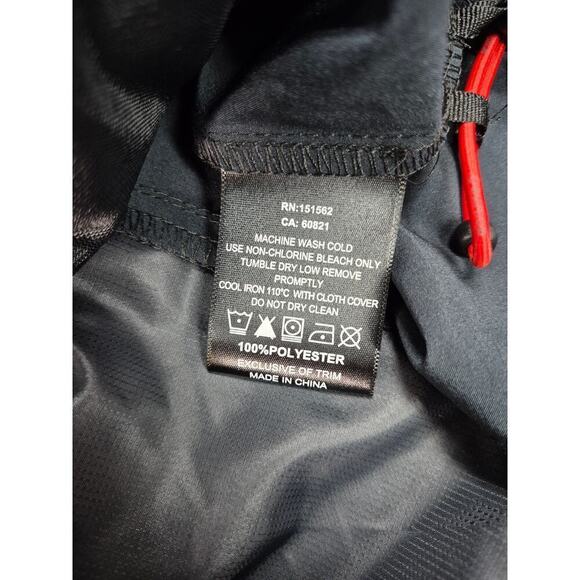 RN:151562
CA: 60821
MACHINE WASH COLD
USE NON-CHLORINE BLEACH ONLY
TUMBLE DRY LOW REMOVE
PROMPTLY
COOL IRON 110℃ WITH CLOTH COVER
DO NOT DRY CLEAN
100%POLYESTER
EXCLUSIVE OF TRIM
MADE IN CHINA